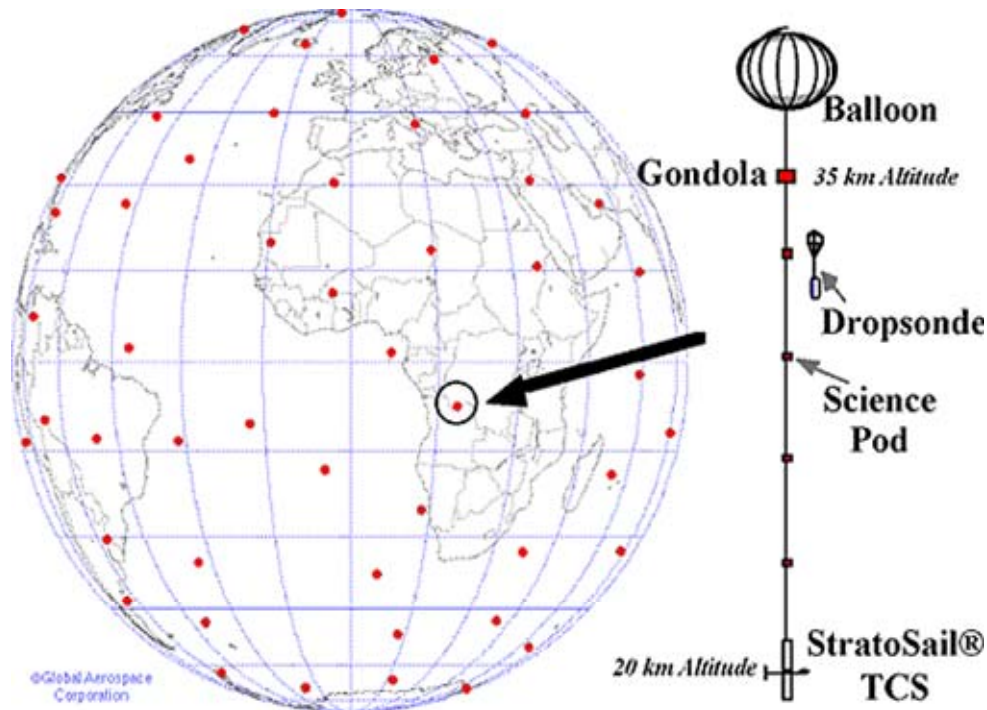 Balloon
Gondola
35 km Altitude
Dropsonde
Science
Pod
StratoSail®
20 km Altitude
TCS
©Global Aerospace
Corporation